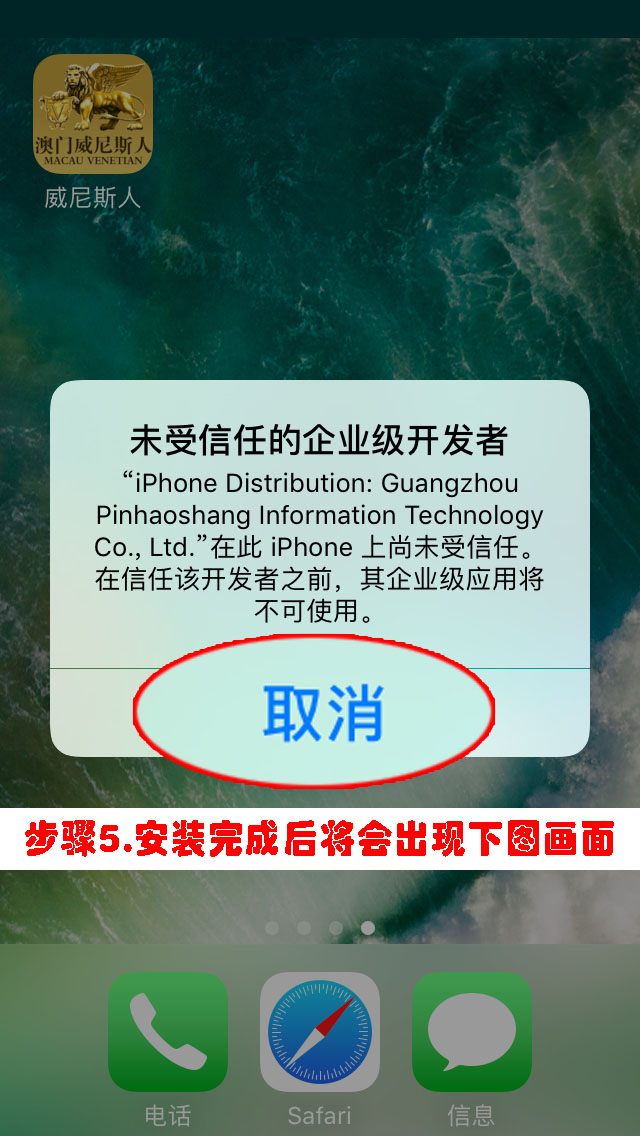 澳门威尼斯人
MACAU VENETIAN
威尼斯人
未受信任的企业级开发者
“iPhone Distribution: Guangzhou
Pinhaoshang Information Technology
Co., Ltd.”在此 iPhone 上尚未受信任。
在信任该开发者之前，其企业级应用将
不可使用。
取消
步骤5.安装完成后将会出现下图画面
电话
Safari
信息